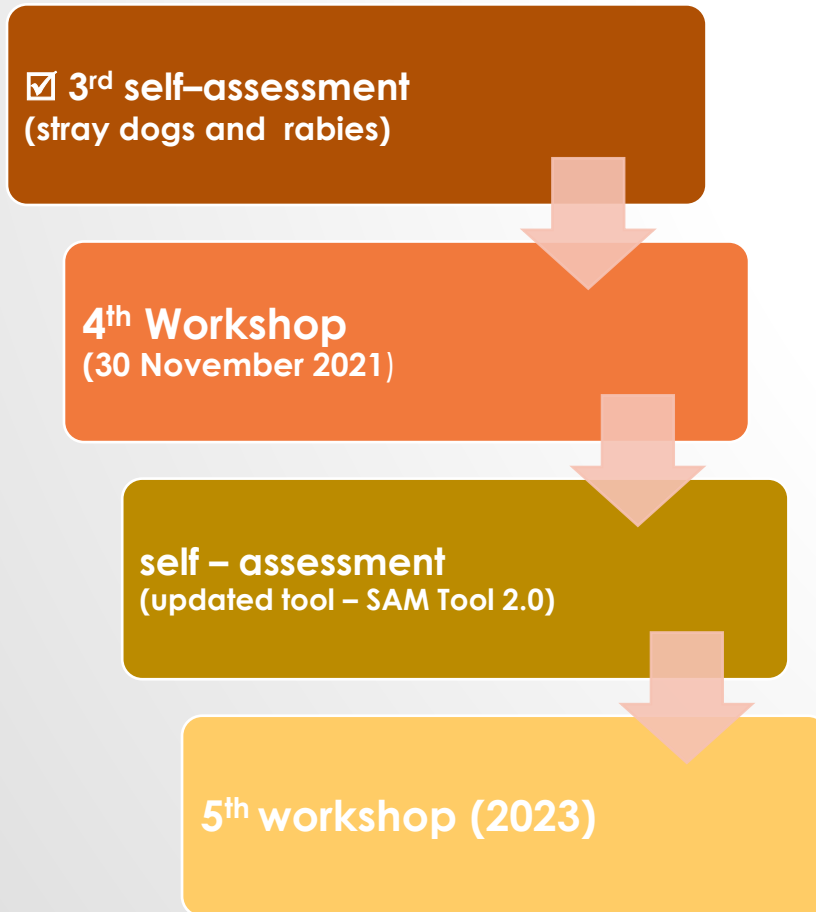 ☑ 3rd self–assessment
(stray dogs and rabies)
4th Workshop
(30 November 2021)
self – assessment
(updated tool – SAM Tool 2.0)
5th workshop (2023)